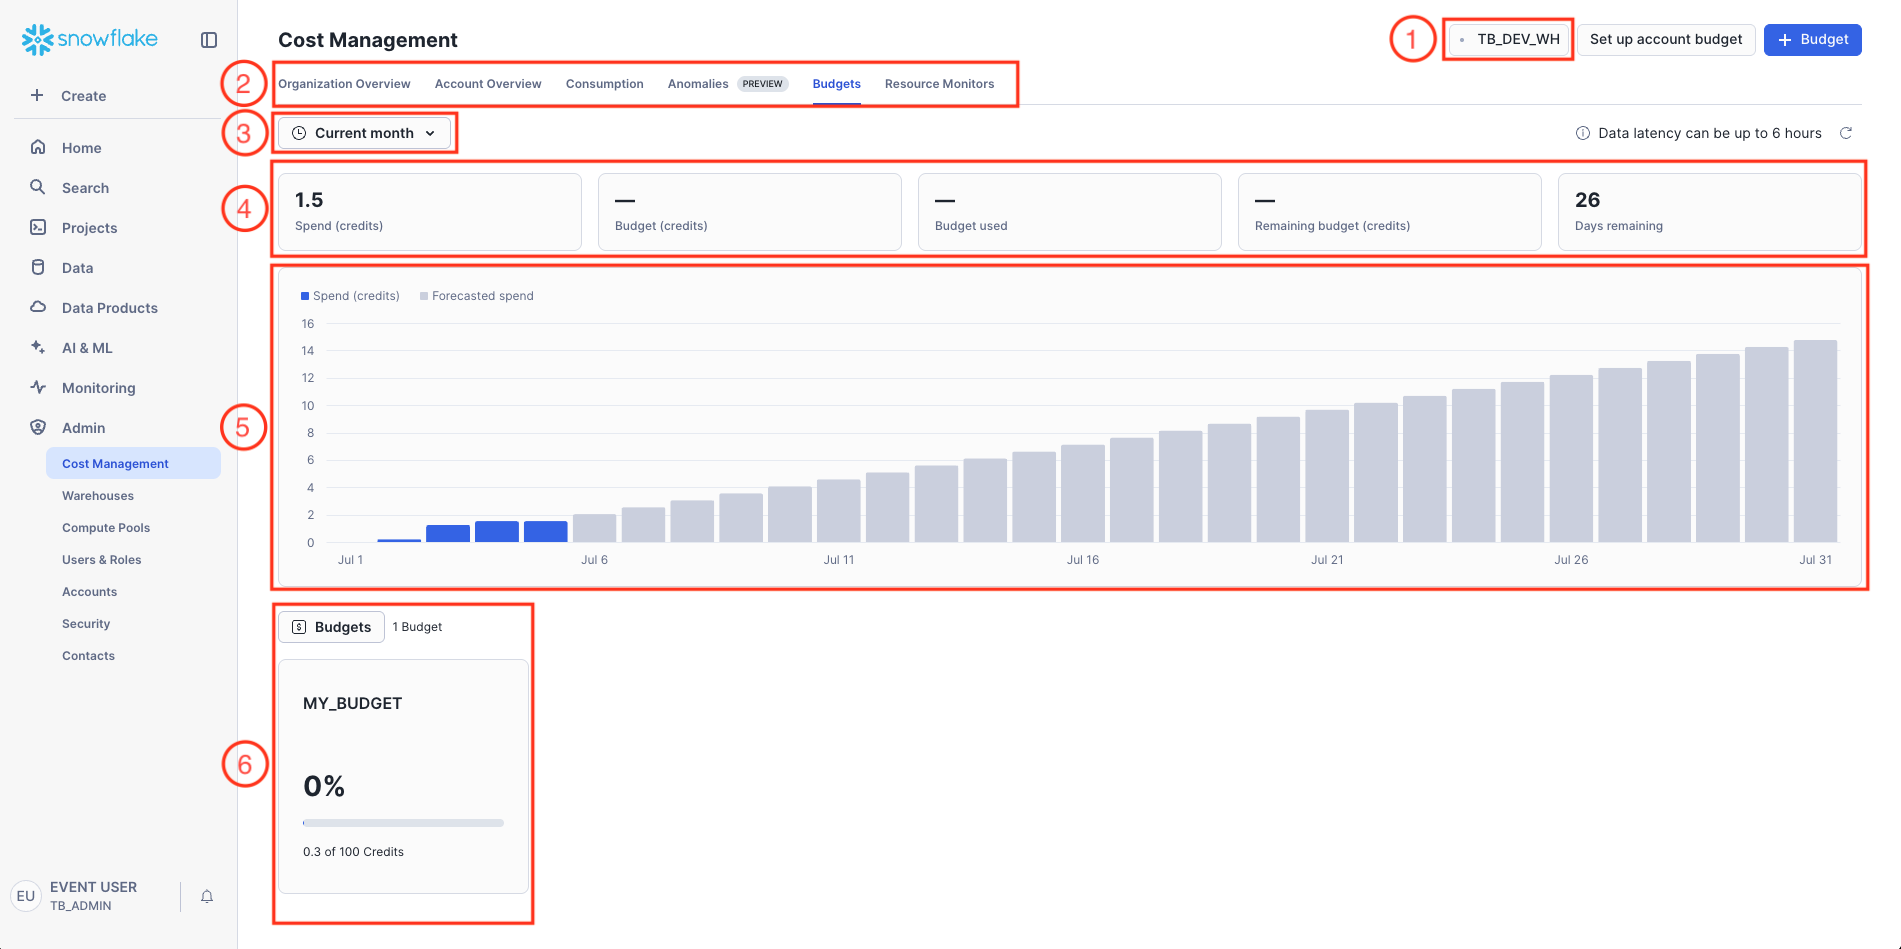 snowflake
Create
Home
Search
Projects
Data
Data Products
AI & ML
Monitoring
Admin
Cost Management
Warehouses
Compute Pools
Users & Roles
Accounts
Security
Contacts
EU
EVENT USER
TB_ADMIN
Cost Management
1
TB_DEV_WH
Set up account budget
+ Budget
2
Organization Overview Account Overview Consumption Anomalies PREVIEW Budgets Resource Monitors
3
Current month
Data latency can be up to 6 hours
4
1.5
Spend (credits)
—
Budget (credits)
—
Budget used
—
Remaining budget (credits)
26
Days remaining
5
Spend (credits) Forecasted spend
16
14
12
10
8
6
4
2
0
Jul 1 Jul 6 Jul 11 Jul 16 Jul 21 Jul 26 Jul 31
6
$ Budgets 1 Budget
MY_BUDGET
0%
0.3 of 100 Credits